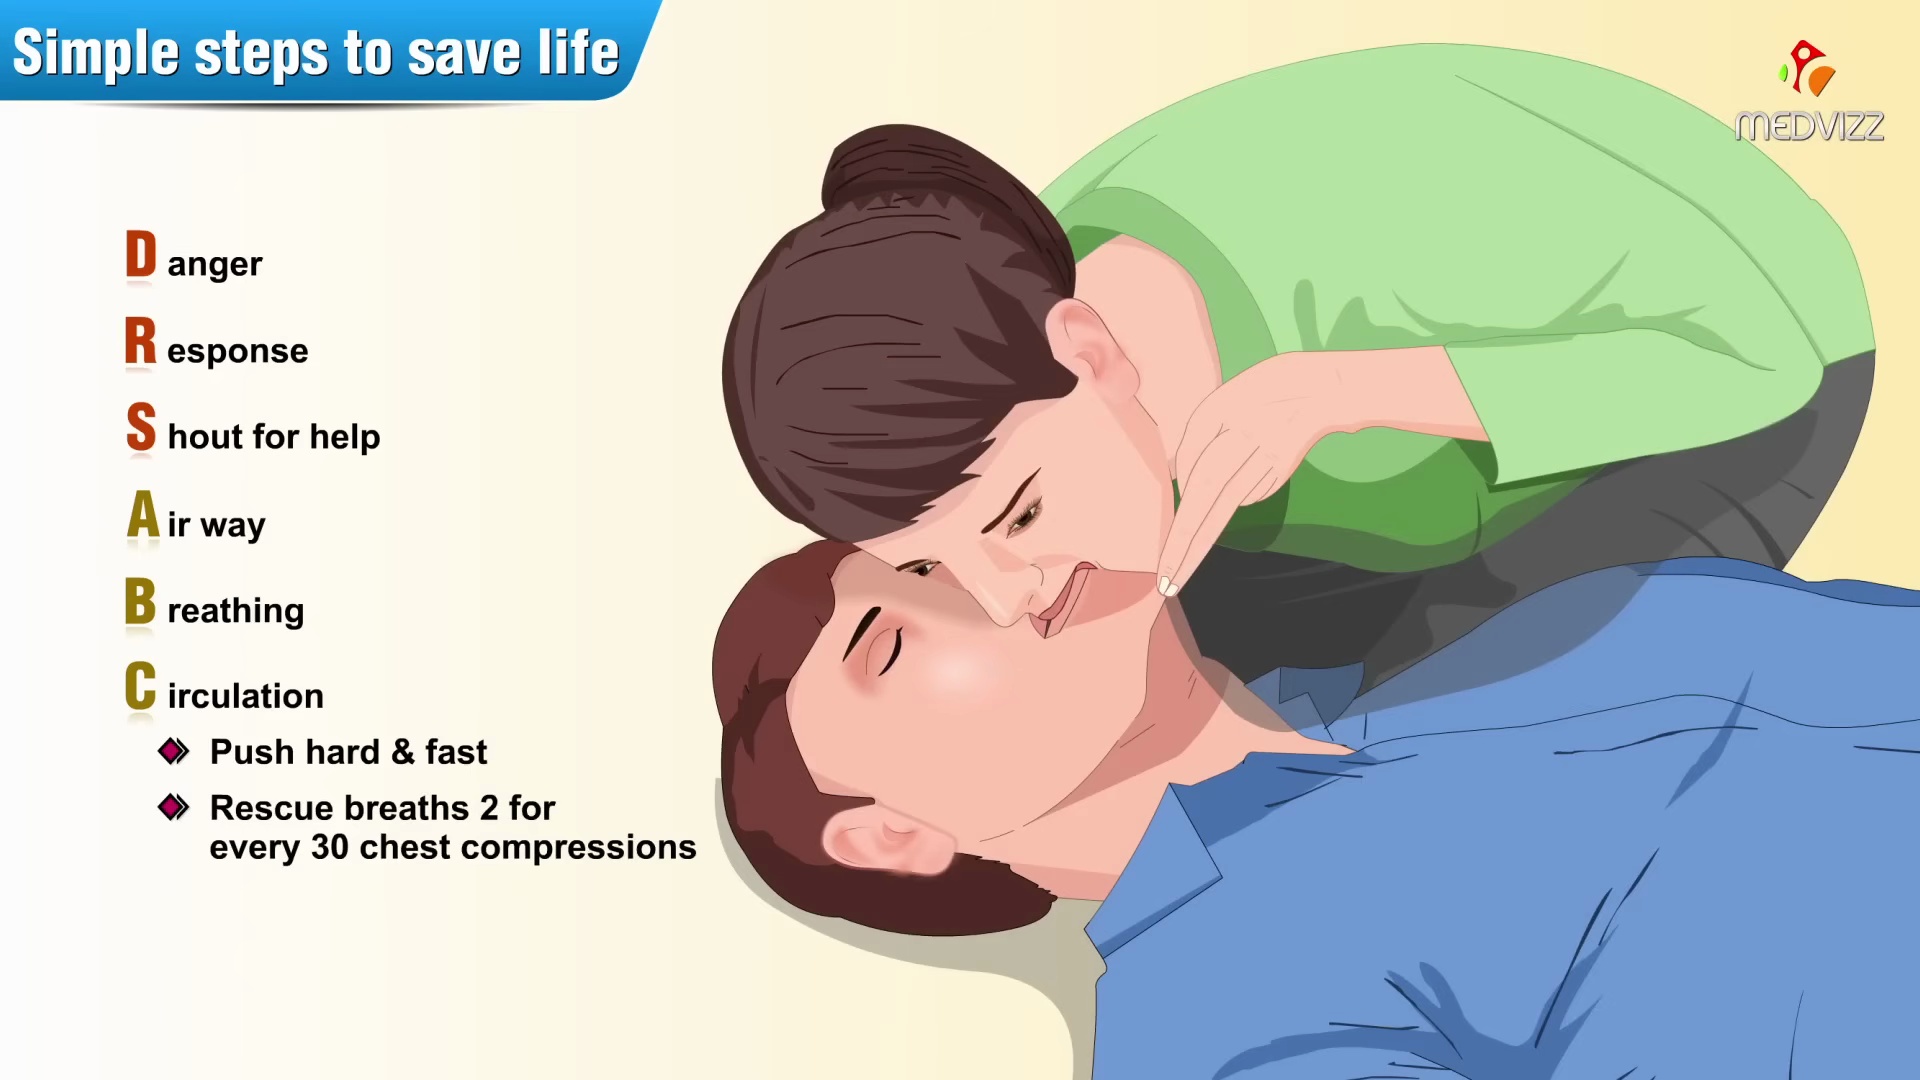 Simple steps to save life
MEDVIZZ
D anger
R esponse
S hout for help
A ir way
B reathing
C irculation
Push hard & fast
Rescue breaths 2 for
every 30 chest compressions